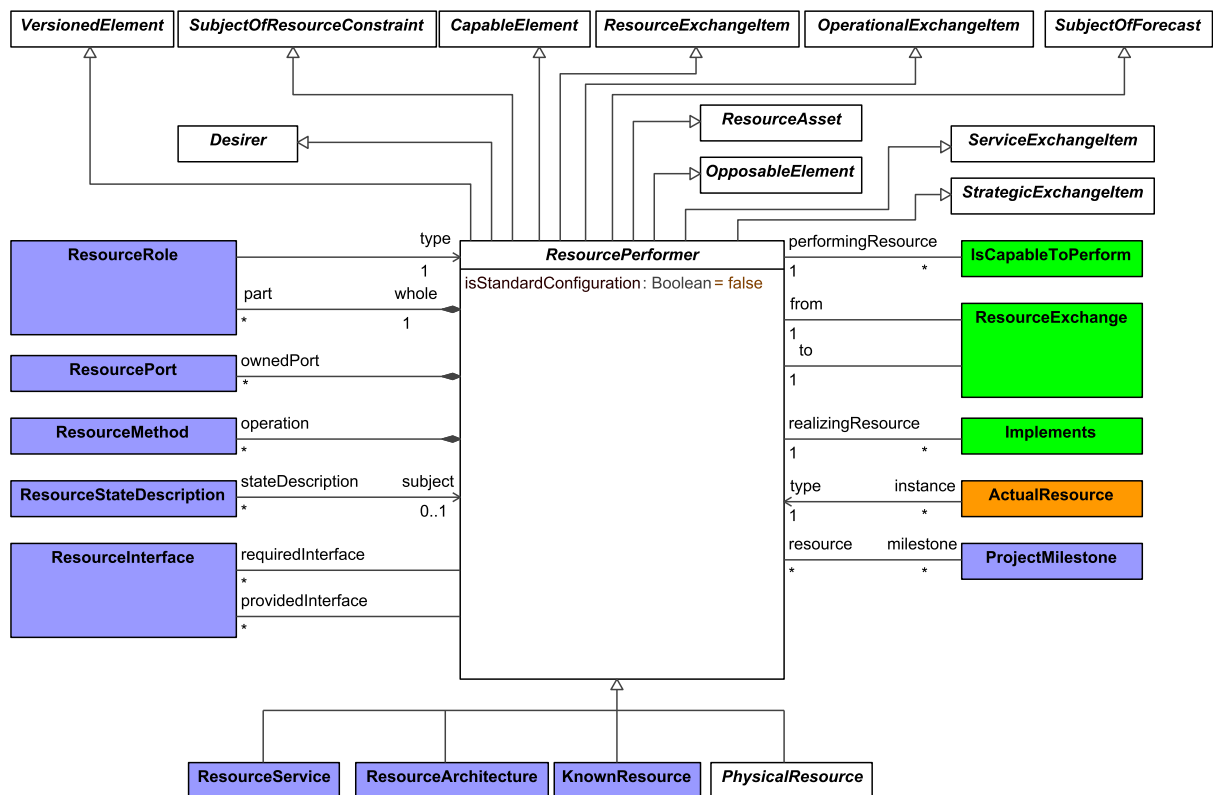 VersionedElement
SubjectOfResourceConstraint
CapableElement
ResourceExchangeItem
OperationalExchangeItem
SubjectOfForecast
Desirer
ResourceAsset
OpposableElement
ServiceExchangeItem
StrategicExchangeItem
ResourceRole
type
1
part
whole
*
1
ResourcePort
ownedPort
*
ResourceMethod
operation
*
ResourceStateDescription
stateDescription
subject
*
0..1
ResourceInterface
requiredInterface
*
providedInterface
*
ResourcePerformer
isStandardConfiguration : Boolean = false
performingResource
1
*
IsCapableToPerform
from
1
to
1
ResourceExchange
realizingResource
1
*
Implements
type
instance
1
*
ActualResource
resource
milestone
*
*
ProjectMilestone
ResourceService
ResourceArchitecture
KnownResource
PhysicalResource